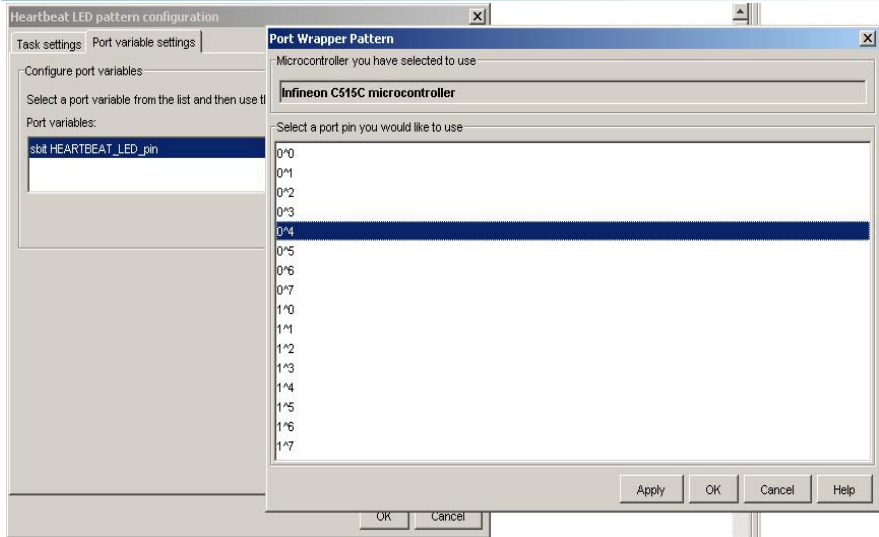 Heartbeat LED pattern configuration
Task settings
Port variable settings
Configure port variables
Select a port variable from the list and then use
Port variables:
sbit HEARTBEAT_LED_pin
OK
Cancel
Port Wrapper Pattern
Microcontroller you have selected to use
Infineon C515C microcontroller
Select a port pin you would like to use
0^0
0^1
0^2
0^3
0^4
0^5
0^6
0^7
1^0
1^1
1^2
1^3
1^4
1^5
1^6
1^7
Apply
OK
Cancel
Help